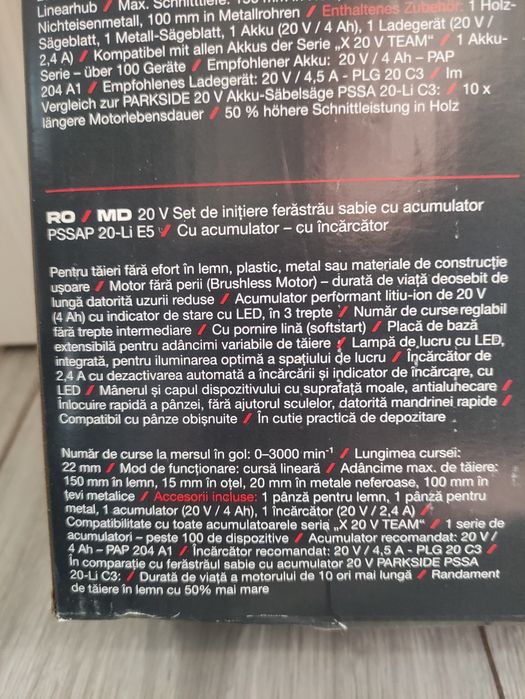 Linearhub / Max. Schnitttiefe: 150 mm in
Nichteisenmetall, 100 mm in Metallrohren / Enthaltenes Zubehör: 1 Holz-
Sägeblatt, 1 Metall-Sägeblatt, 1 Akku (20 V / 4 Ah), 1 Ladegerät (20 V /
2,4 A) / Kompatibel mit allen Akkus der Serie „X 20 V TEAM“ / 1 Akku-
Serie – über 100 Geräte / Empfohlener Akku: 20 V / 4 Ah – PAP
204 A1 / Empfohlenes Ladegerät: 20 V / 4,5 A - PLG 20 C3 / Im
Vergleich zur PARKSIDE 20 V Akku-Säbelsäge PSSA 20-Li C3: / 10 x
längere Motorlebensdauer / 50 % höhere Schnittleistung in Holz
RO / MD 20 V Set de inițiere ferăstrău sabie cu acumulator
PSSAP 20-Li E5 / Cu acumulator – cu încărcător
Pentru tăieri fără efort în lemn, plastic, metal sau materiale de construcție
ușoare / Motor fără perii (Brushless Motor) – durată de viață deosebit de
lungă datorită uzurii reduse / Acumulator performant litiu-ion de 20 V
(4 Ah) cu indicator de stare cu LED, în 3 trepte / Număr de curse reglabil
fără trepte intermediare / Cu pornire lină (softstart) / Placă de bază
extensibilă pentru adâncimi variabile de tăiere / Lampă de lucru cu LED,
integrată, pentru iluminarea optimă a spațiului de lucru / Încărcător de
2,4 A cu dezactivarea automată a încărcării și indicator de încărcare, cu
LED / Mânerul și capul dispozitivului cu suprafață moale, antialunecare /
Înlocuire rapidă a pânzei, fără ajutorul sculelor, datorită mandrinei rapide /
Compatibil cu pânze obișnuite / În cutie practică de depozitare
Număr de curse la mersul în gol: 0–3000 min⁻¹ / Lungimea cursei:
22 mm / Mod de funcționare: cursă lineară / Adâncime max. de tăiere:
150 mm în lemn, 15 mm în oțel, 20 mm în metale neferoase, 100 mm în
țevi metalice / Accesorii incluse: 1 pânză pentru lemn, 1 pânză pentru
metal, 1 acumulator (20 V / 4 Ah), 1 încărcător (20 V / 2,4 A) /
Compatibilitate cu toate acumulatoarele seria „X 20 V TEAM“ / 1 serie de
acumulatori – peste 100 de dispozitive / Acumulator recomandat: 20 V /
4 Ah – PAP 204 A1 / Încărcător recomandat: 20 V / 4,5 A - PLG 20 C3 /
În comparație cu ferăstrăul sabie cu acumulator 20 V PARKSIDE PSSA
20-Li C3: / Durată de viață a motorului de 10 ori mai lungă / Randament
de tăiere în lemn cu 50% mai mare